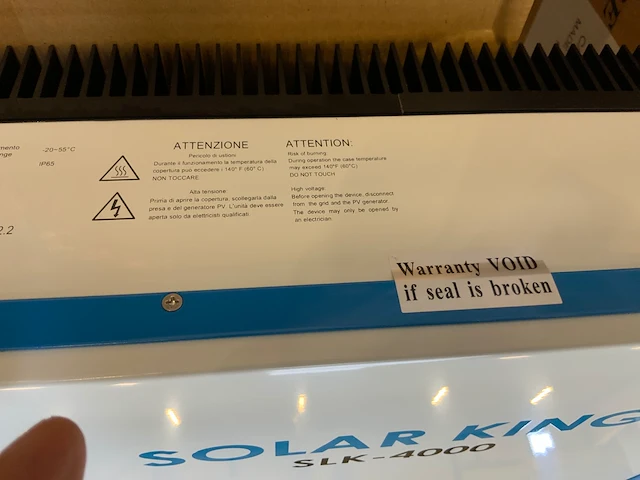 mento -20~55°C
nge
IP65
2.2
ATTENZIONE
Pericolo di ustioni
Durante il funzionamento la temperatura della
copertura può eccedere i 140° F (60° C)
NON TOCCARE
Alta tensione:
Prima di aprire la copertura, scollegarla dalla
presa e del generatore PV. L'unità deve essere
aperta solo da elettricisti qualificati
ATTENTION:
Risk of burning:
During operation the case temperature
may exceed 140°F (60°C)
DO NOT TOUCH
High voltage:
Before opening the device, disconnect
from the grid and the PV generator.
The device may only be opened by
an electrician.
Warranty VOID
if seal is broken
SOLAR KING
SLK-4000